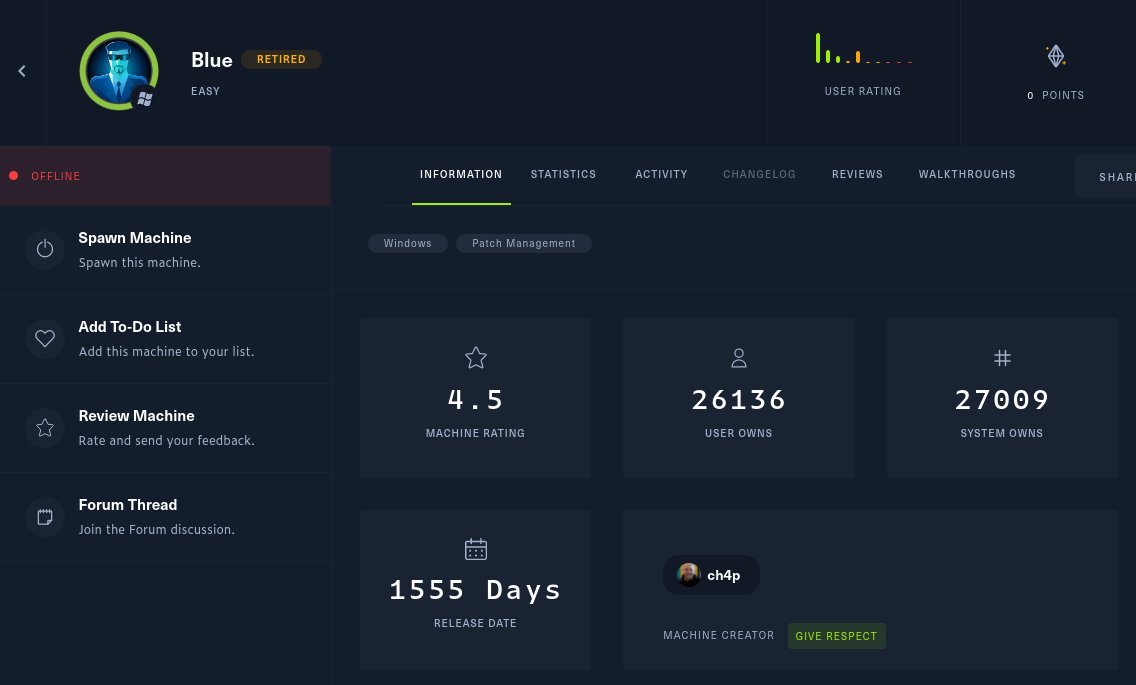 Blue RETIRED
EASY
USER RATING
0 POINTS
OFFLINE
INFORMATION STATISTICS ACTIVITY CHANGELOG REVIEWS WALKTHROUGHS
Windows Patch Management
Spawn Machine
Spawn this machine.
Add To-Do List
Add this machine to your list.
Review Machine
Rate and send your feedback.
Forum Thread
Join the Forum discussion.
4.5
MACHINE RATING
26136
USER OWNS
27009
SYSTEM OWNS
1555 Days
RELEASE DATE
ch4p
MACHINE CREATOR GIVE RESPECT